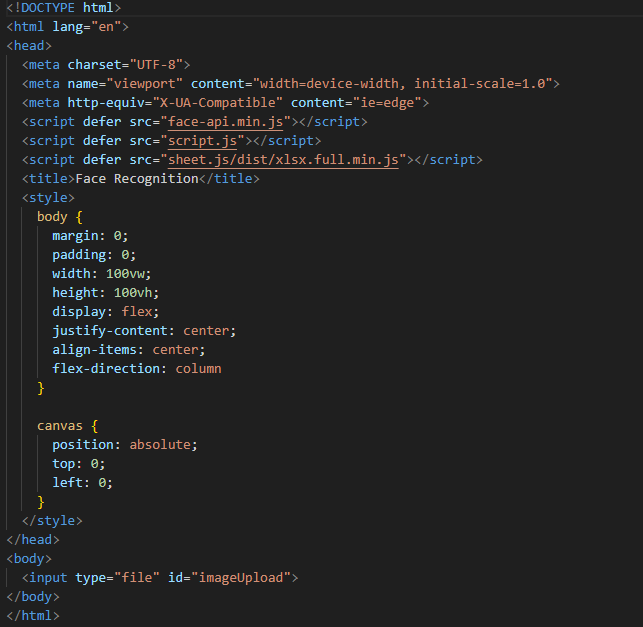 <!DOCTYPE html>
<html lang="en">
<head>
  <meta charset="UTF-8">
  <meta name="viewport" content="width=device-width, initial-scale=1.0">
  <meta http-equiv="X-UA-Compatible" content="ie=edge">
  <script defer src="face-api.min.js"></script>
  <script defer src="script.js"></script>
  <script defer src="sheet.js/dist/xlsx.full.min.js"></script>
  <title>Face Recognition</title>
  <style>
    body {
      margin: 0;
      padding: 0;
      width: 100vw;
      height: 100vh;
      display: flex;
      justify-content: center;
      align-items: center;
      flex-direction: column
    }

    canvas {
      position: absolute;
      top: 0;
      left: 0;
    }
  </style>
</head>
<body>
  <input type="file" id="imageUpload">
</body>
</html>